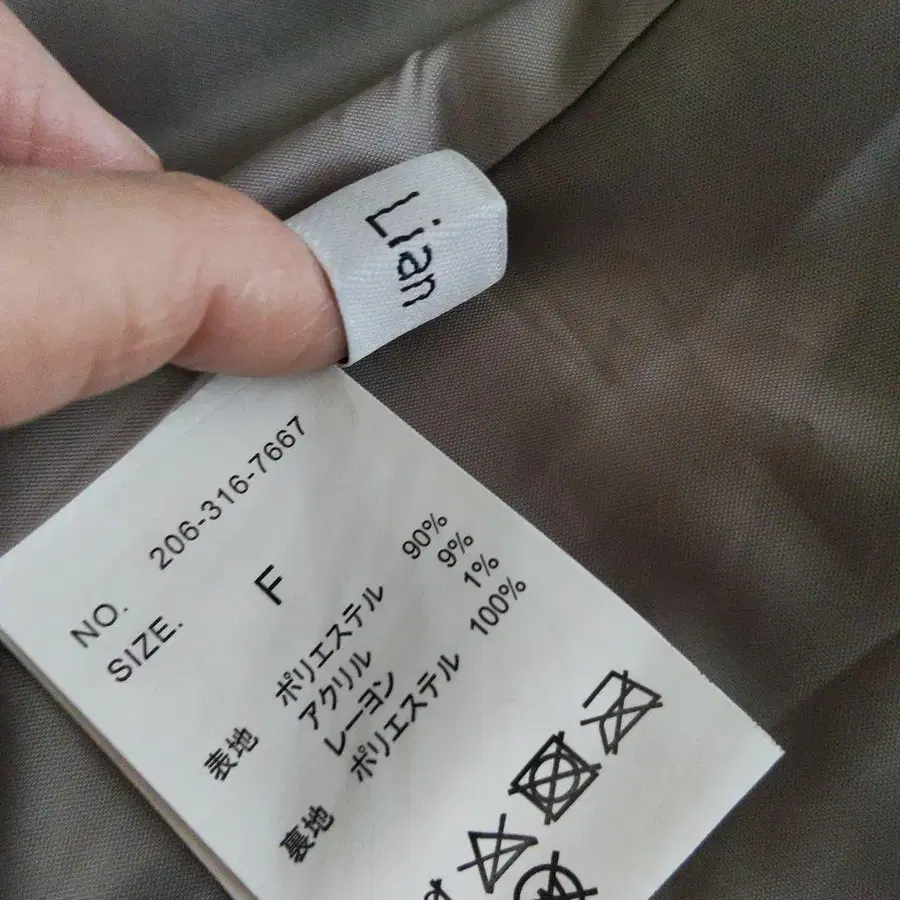 Lian
NO. 206-316-7667
SIZE. F
表地 ポリエステル 90%
アクリル 9%
レーヨン 1%
裏地 ポリエステル 100%